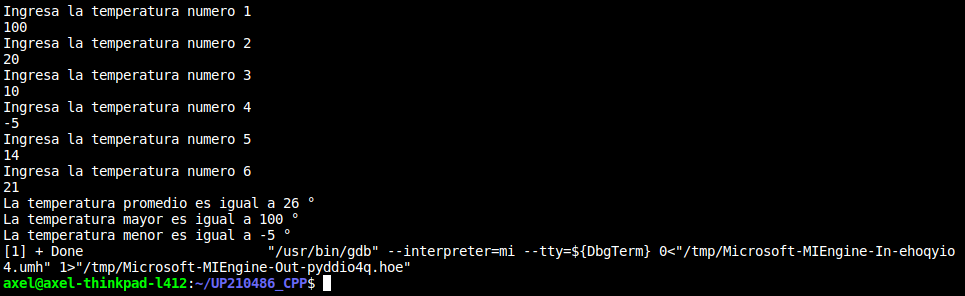 Ingresa la temperatura numero 1
100
Ingresa la temperatura numero 2
20
Ingresa la temperatura numero 3
10
Ingresa la temperatura numero 4
-5
Ingresa la temperatura numero 5
14
Ingresa la temperatura numero 6
21
La temperatura promedio es igual a 26 °
La temperatura mayor es igual a 100 °
La temperatura menor es igual a -5 °
[1] + Done                       "/usr/bin/gdb" --interpreter=mi --tty=${DbgTerm} 0<"/tmp/Microsoft-MIEngine-In-ehoqyio
4.umh" 1>"/tmp/Microsoft-MIEngine-Out-pyddio4q.hoe"
axel@axel-thinkpad-l412:~/UP210486_CPP$